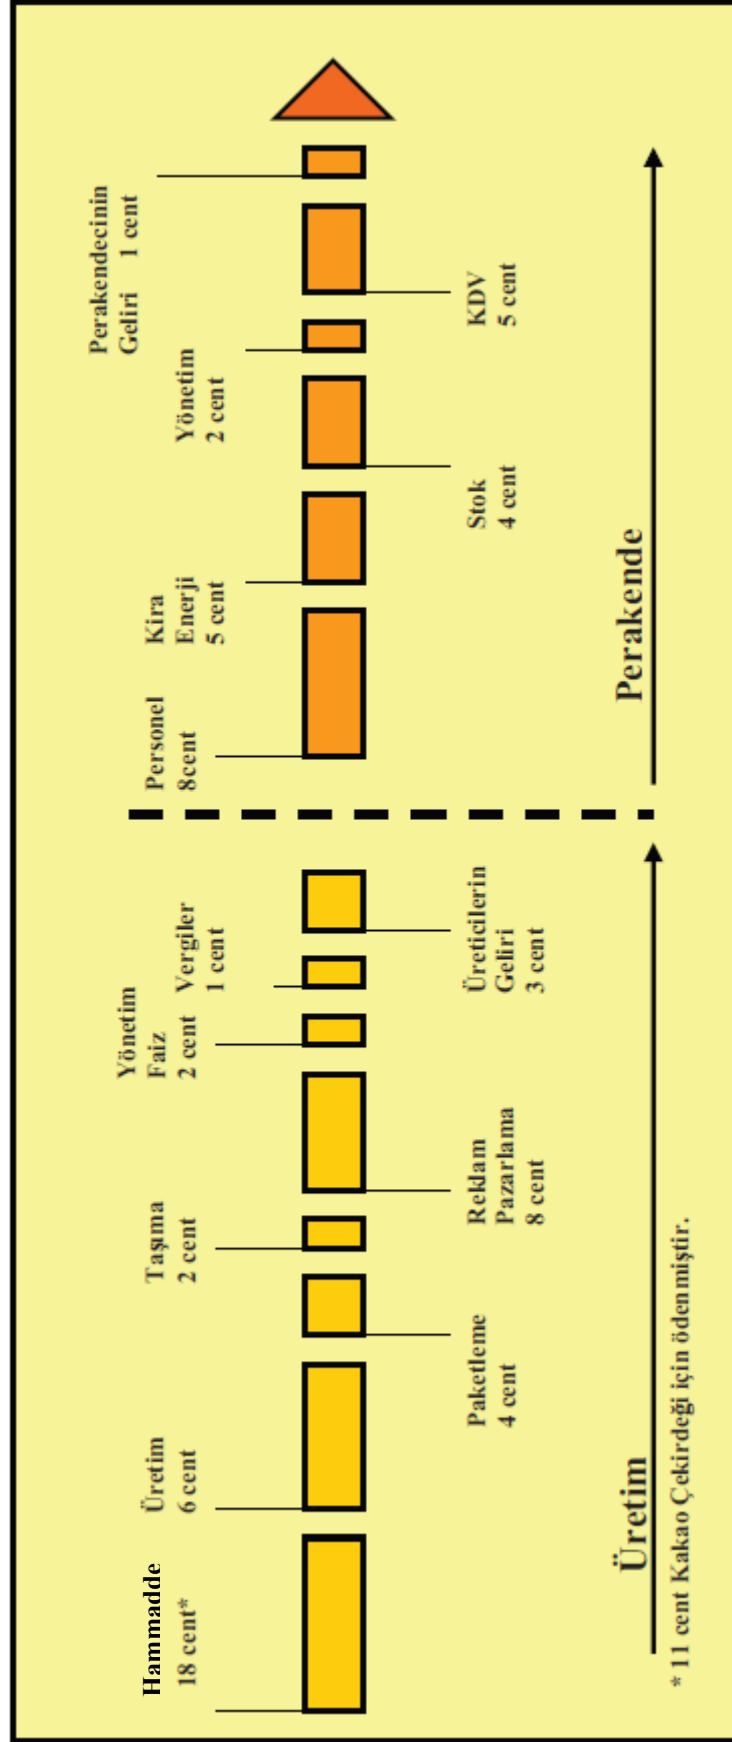 Hammadde
18 cent*
Üretim
6 cent
Paketleme
4 cent
Taşıma
2 cent
Reklam
Pazarlama
8 cent
Yönetim
Faiz
2 cent
Vergiler
1 cent
Üreticilerin
Geliri
3 cent
Personel
8cent
Kira
Enerji
5 cent
Stok
4 cent
Yönetim
2 cent
KDV
5 cent
Perakendecinin
Geliri 1 cent
Üretim
Perakende
* 11 cent Kakao Çekirdeği için ödenmiştir.